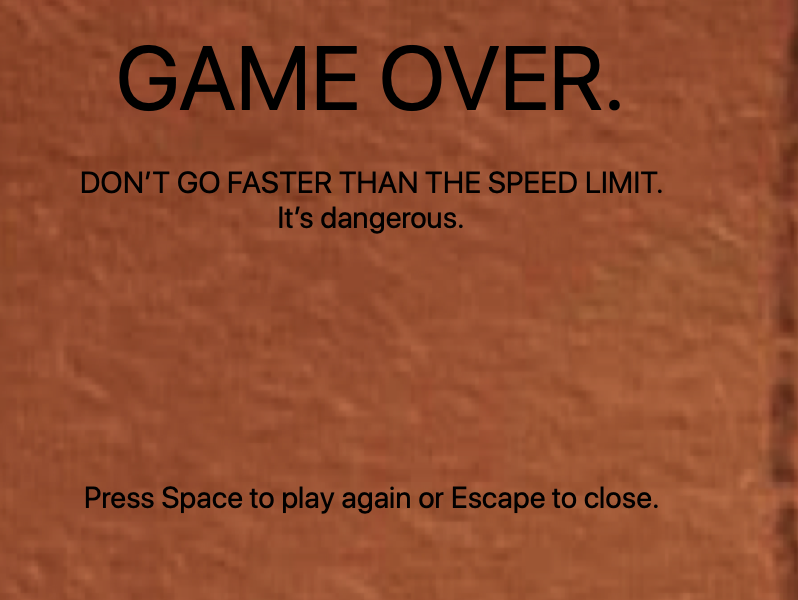 GAME OVER.
DON’T GO FASTER THAN THE SPEED LIMIT.
It’s dangerous.
Press Space to play again or Escape to close.